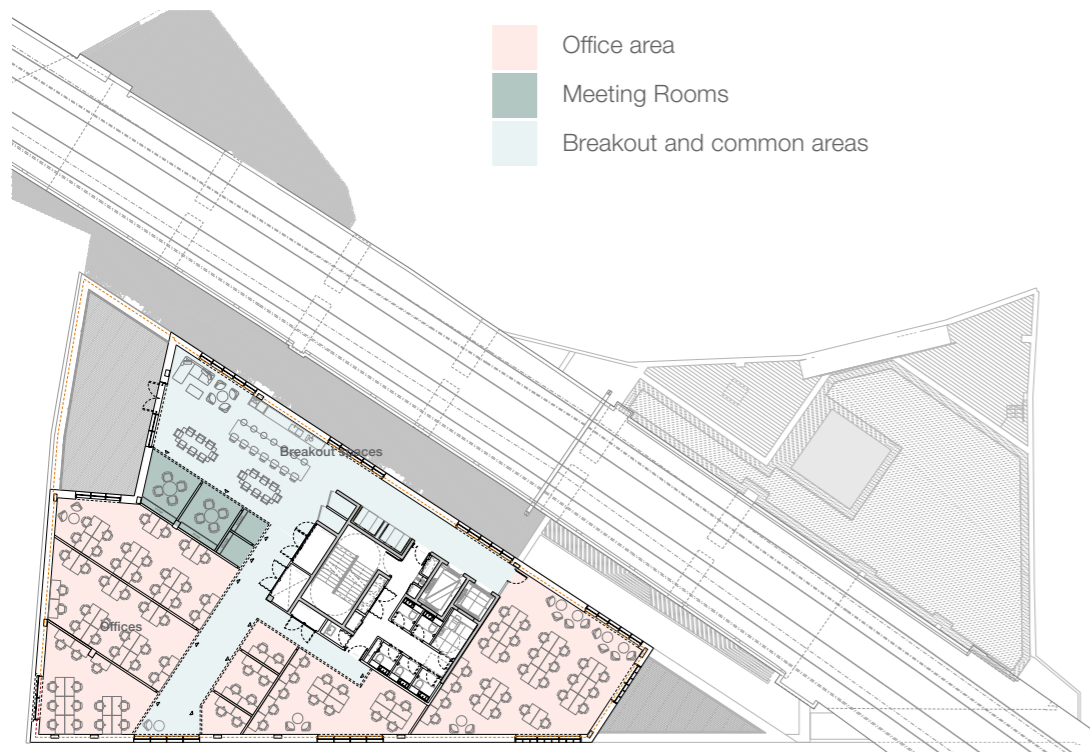 Office area
Meeting Rooms
Breakout and common areas
Breakout spaces
Offices